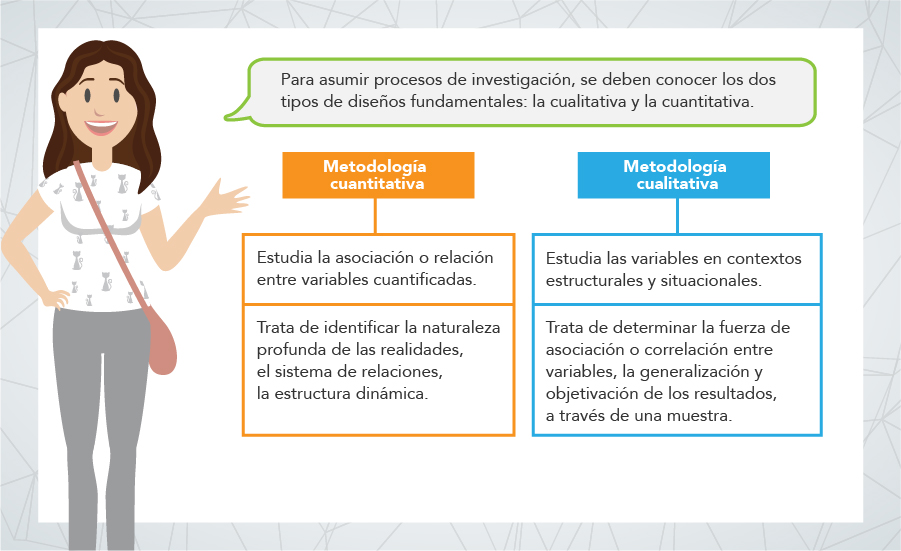 Para asumir procesos de investigación, se deben conocer los dos
tipos de diseños fundamentales: la cualitativa y la cuantitativa.
Metodología
cuantitativa
Estudia la asociación o relación
entre variables cuantificadas.
Trata de identificar la naturaleza
profunda de las realidades,
el sistema de relaciones,
la estructura dinámica.
Metodología
cualitativa
Estudia las variables en contextos
estructurales y situacionales.
Trata de determinar la fuerza de
asociación o correlación entre
variables, la generalización y
objetivación de los resultados,
a través de una muestra.